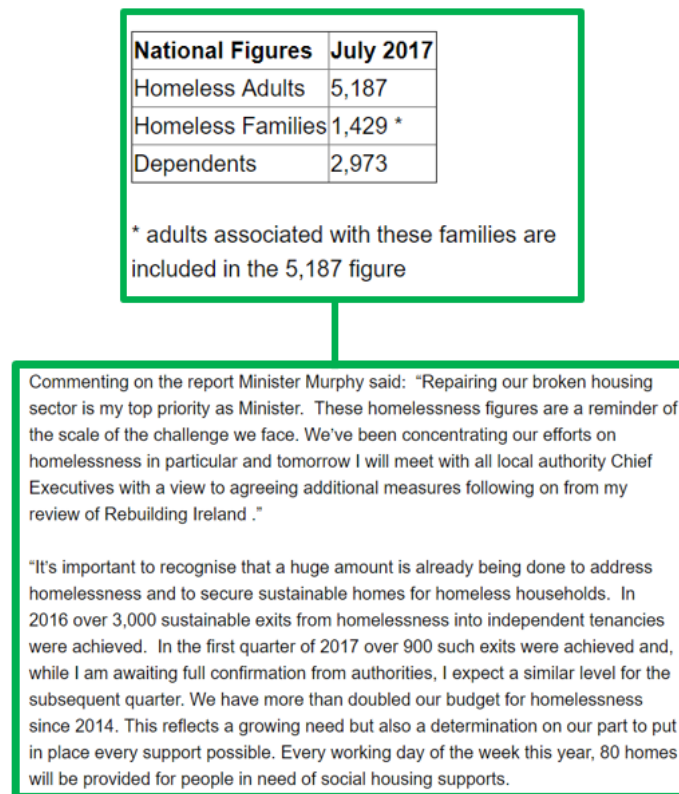 National Figures July 2017
Homeless Adults 5,187
Homeless Families 1,429 *
Dependents 2,973
* adults associated with these families are
included in the 5,187 figure
Commenting on the report Minister Murphy said:  “Repairing our broken housing
sector is my top priority as Minister.  These homelessness figures are a reminder of
the scale of the challenge we face. We’ve been concentrating our efforts on
homelessness in particular and tomorrow I will meet with all local authority Chief
Executives with a view to agreeing additional measures following on from my
review of Rebuilding Ireland .”
“It’s important to recognise that a huge amount is already being done to address
homelessness and to secure sustainable homes for homeless households.  In
2016 over 3,000 sustainable exits from homelessness into independent tenancies
were achieved.  In the first quarter of 2017 over 900 such exits were achieved and,
while I am awaiting full confirmation from authorities, I expect a similar level for the
subsequent quarter. We have more than doubled our budget for homelessness
since 2014. This reflects a growing need but also a determination on our part to put
in place every support possible. Every working day of the week this year, 80 homes
will be provided for people in need of social housing supports.